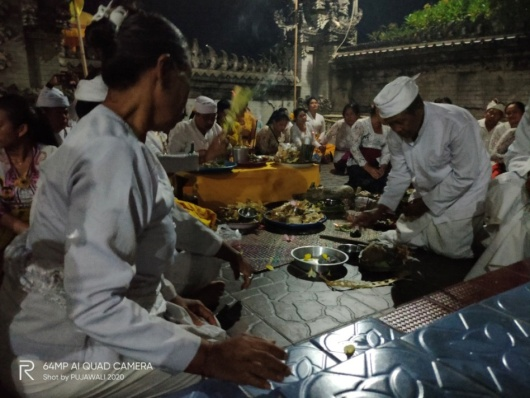 R
64MP AI QUAD CAMERA
Shot by PUJAWALI 2020